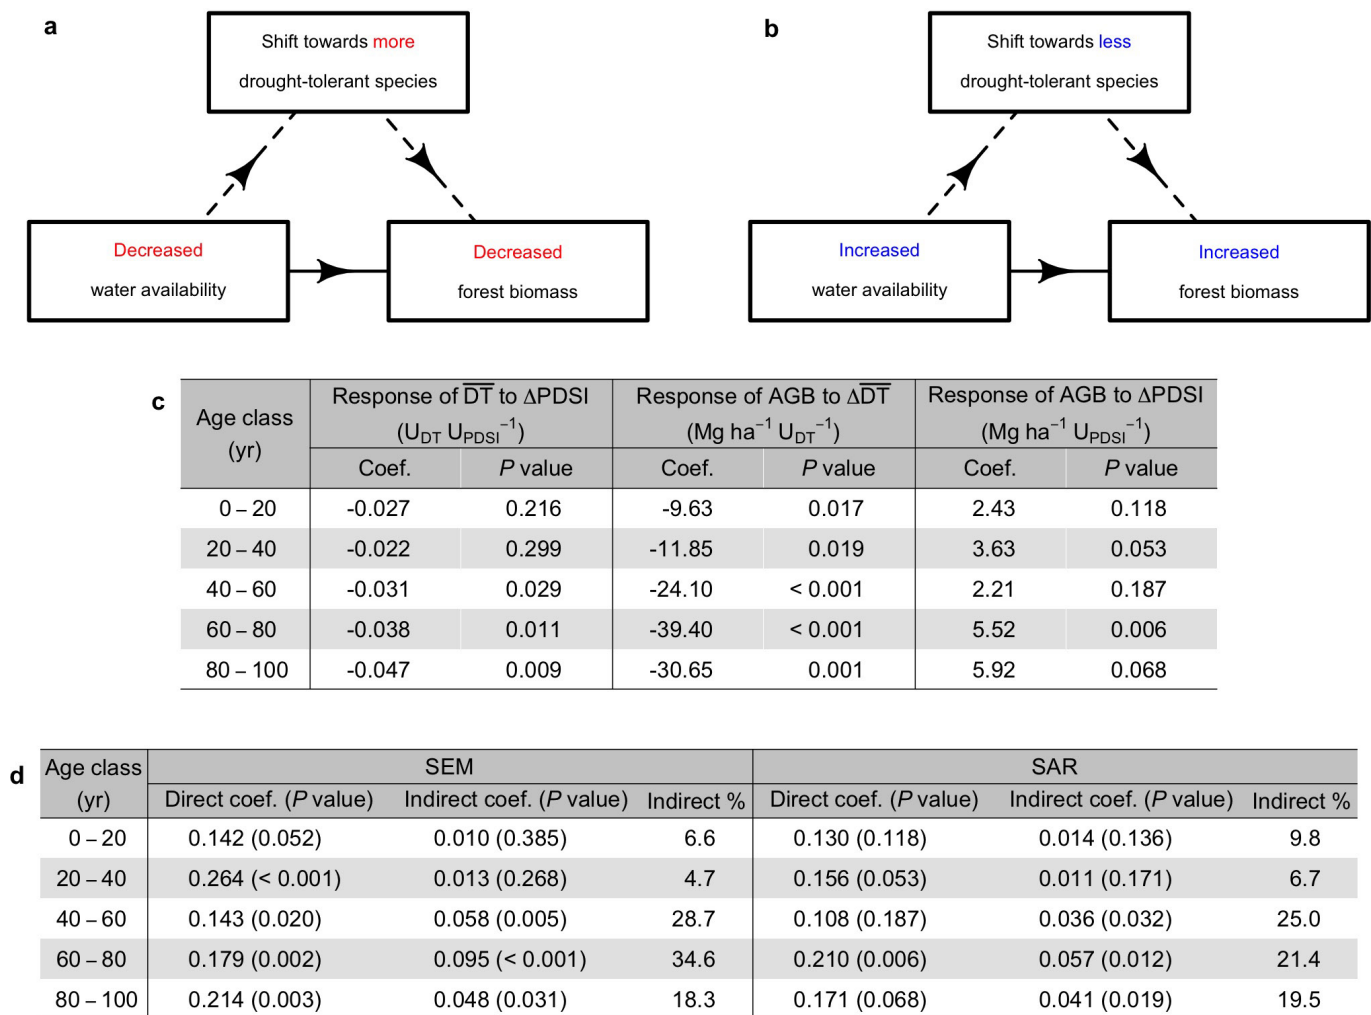 a
Shift towards more
drought-tolerant species
Decreased
water availability
Decreased
forest biomass
b
Shift towards less
drought-tolerant species
Increased
water availability
Increased
forest biomass
c
Age class
(yr)
Response of D̅T̅ to ΔPDSI
(U_DT U_PDSI⁻¹)
Response of AGB to ΔD̅T̅
(Mg ha⁻¹ U_DT⁻¹)
Response of AGB to ΔPDSI
(Mg ha⁻¹ U_PDSI⁻¹)
Coef. P value Coef. P value Coef. P value
0 – 20 -0.027 0.216 -9.63 0.017 2.43 0.118
20 – 40 -0.022 0.299 -11.85 0.019 3.63 0.053
40 – 60 -0.031 0.029 -24.10 < 0.001 2.21 0.187
60 – 80 -0.038 0.011 -39.40 < 0.001 5.52 0.006
80 – 100 -0.047 0.009 -30.65 0.001 5.92 0.068
d
Age class
(yr)
SEM SAR
Direct coef. (P value) Indirect coef. (P value) Indirect % Direct coef. (P value) Indirect coef. (P value) Indirect %
0 – 20 0.142 (0.052) 0.010 (0.385) 6.6 0.130 (0.118) 0.014 (0.136) 9.8
20 – 40 0.264 (< 0.001) 0.013 (0.268) 4.7 0.156 (0.053) 0.011 (0.171) 6.7
40 – 60 0.143 (0.020) 0.058 (0.005) 28.7 0.108 (0.187) 0.036 (0.032) 25.0
60 – 80 0.179 (0.002) 0.095 (< 0.001) 34.6 0.210 (0.006) 0.057 (0.012) 21.4
80 – 100 0.214 (0.003) 0.048 (0.031) 18.3 0.171 (0.068) 0.041 (0.019) 19.5